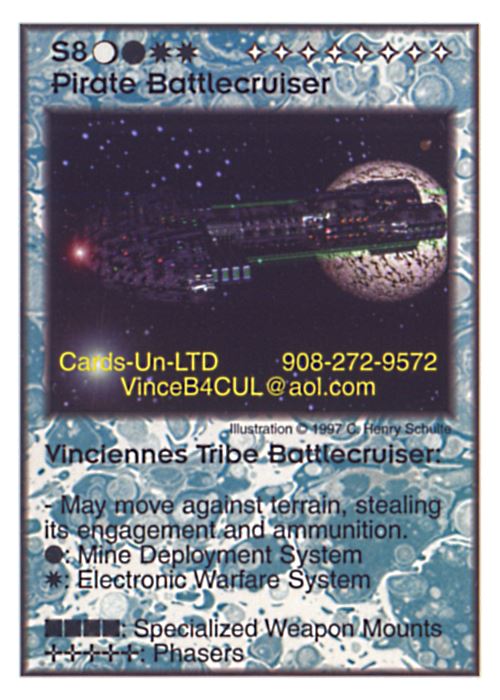 S8
Pirate Battlecruiser
Cards-Un-LTD 908-272-9572
VinceB4CUL@aol.com
Illustration © 1997 C. Henry Schulte
Vinciennes Tribe Battlecruiser:
- May move against terrain, stealing
its engagement and ammunition.
●: Mine Deployment System
✷: Electronic Warfare System
■■■■: Specialized Weapon Mounts
✛✛✛✛✛: Phasers